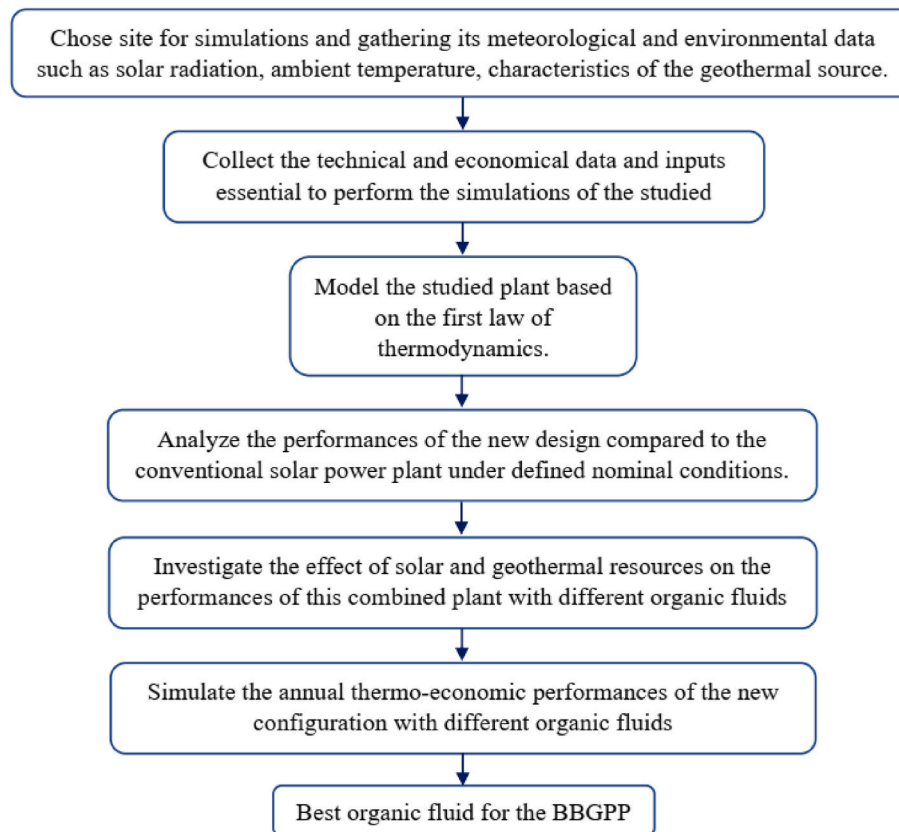 Chose site for simulations and gathering its meteorological and environmental data
such as solar radiation, ambient temperature, characteristics of the geothermal source.
Collect the technical and economical data and inputs
essential to perform the simulations of the studied
Model the studied plant based
on the first law of
thermodynamics.
Analyze the performances of the new design compared to the
conventional solar power plant under defined nominal conditions.
Investigate the effect of solar and geothermal resources on the
performances of this combined plant with different organic fluids
Simulate the annual thermo-economic performances of the new
configuration with different organic fluids
Best organic fluid for the BBGPP